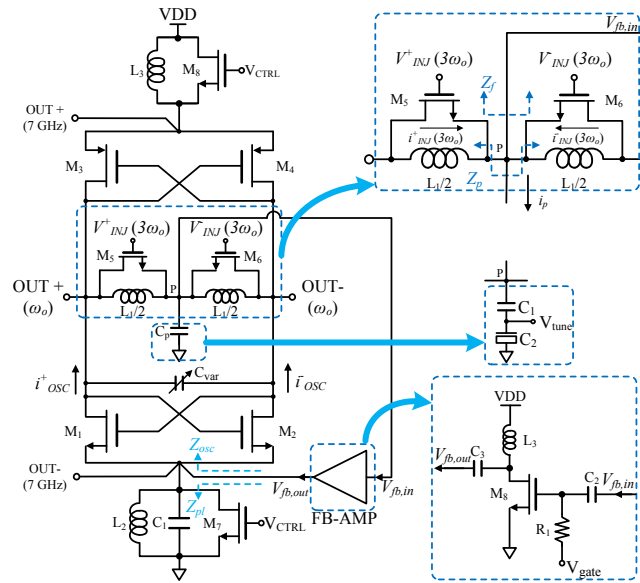 VDD
L3
M8
VCTRL
OUT +
(7 GHz)
M3
M4
V+INJ (3ωo)
V-INJ (3ωo)
M5
M6
P
OUT +
(ωo)
OUT-
(ωo)
L1/2
L1/2
Cp
i+OSC
Cvar
i-OSC
M1
M2
Zosc
OUT-
(7 GHz)
Zpl
Vfb,out
Vfb,in
FB-AMP
L2
C1
M7
VCTRL
Vfb,in
V+INJ (3ωo)
V-INJ (3ωo)
Zf
M5
M6
i+INJ(3ωo)
P
i-INJ(3ωo)
Zp
L1/2
L1/2
ip
P
C1
Vtune
C2
VDD
L3
Vfb,out
C3
M8
C2
Vfb,in
R1
Vgate